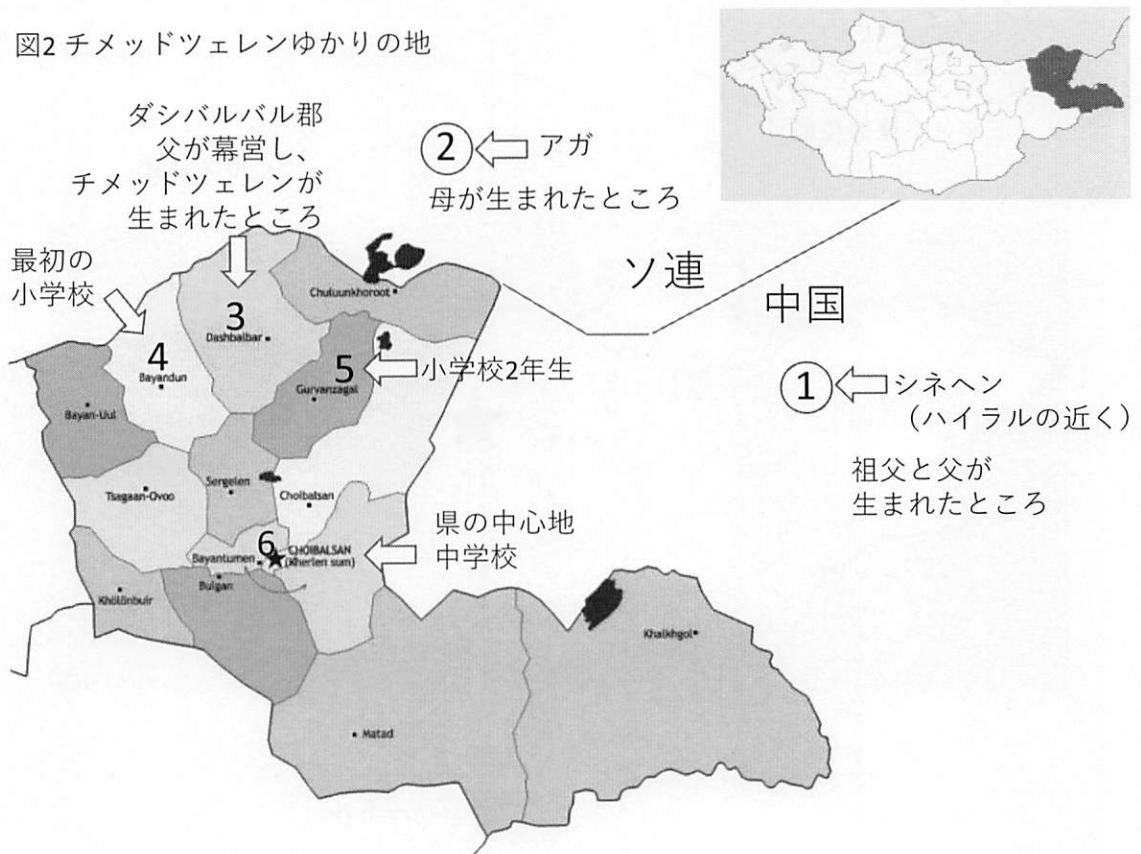 図2 チメッドツェレンゆかりの地
ダシバルバル郡
父が幕営し、
チメッドツェレンが
生まれたところ
② アガ
母が生まれたところ
最初の
小学校
ソ連
中国
Chuluunkhoroot
3
Dashbalbar
4
Bayandun
5
小学校2年生
Gurvanzagal
① シネヘン
(ハイラルの近く)
祖父と父が
生まれたところ
Bayan-Uul
Tsagaan-Ovoo
Sergelen
Choibalsan
県の中心地
中学校
6
CHOIBALSAN
(Kherlen sum)
Bayantumen
Bulgan
Khölönbuir
Khalkhgol
Matad